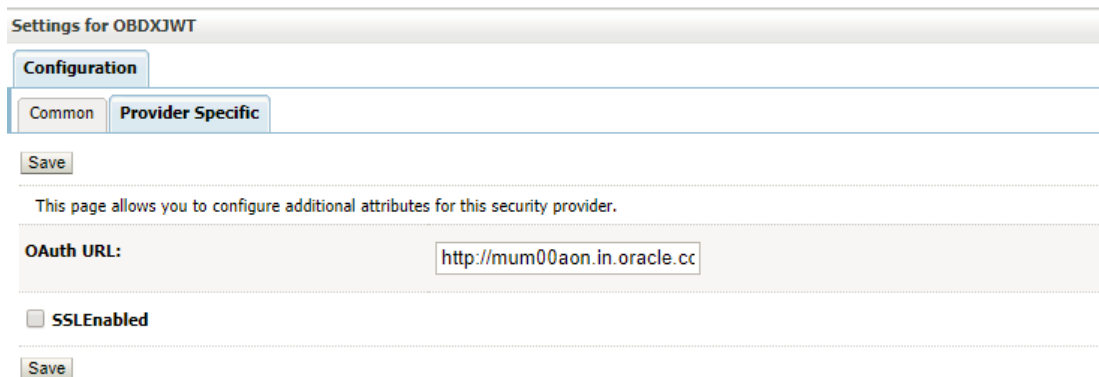 Settings for OBDXJWT
Configuration
Common Provider Specific
Save
This page allows you to configure additional attributes for this security provider.
OAuth URL: http://mum00aon.in.oracle.cc
SSLEnabled
Save